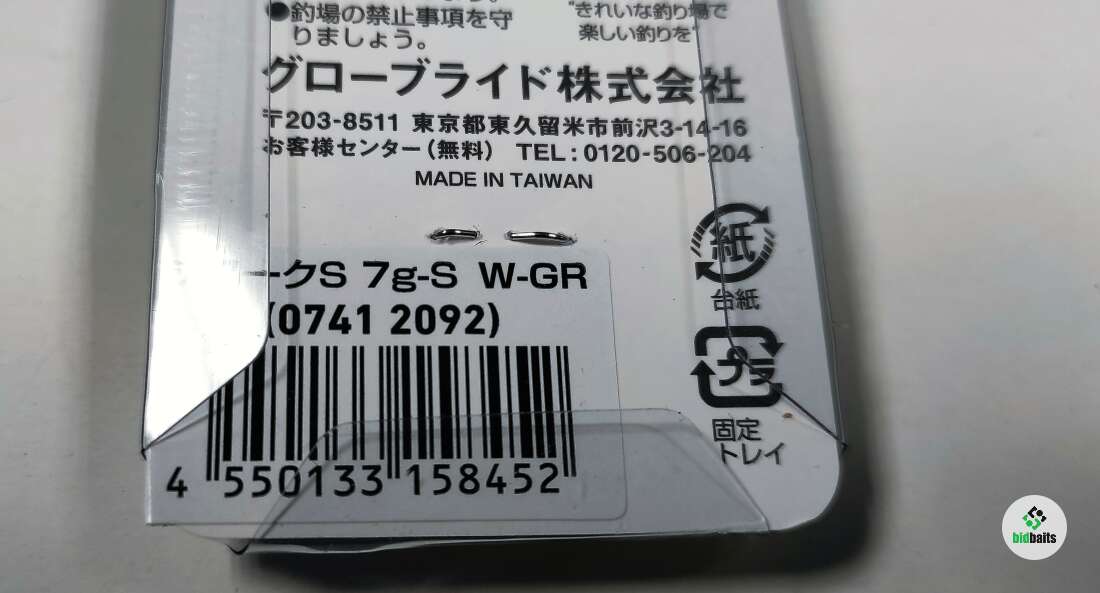 ●釣場の禁止事項を守
りましょう。
"きれいな釣り場で
楽しい釣りを"
グローブライド株式会社
〒203-8511 東京都東久留米市前沢3-14-16
お客様センター(無料) TEL:0120-506-204
MADE IN TAIWAN
ークS 7g-S W-GR
(0741 2092)
4 550133 158452
紙
台紙
プラ
固定
トレイ
bidbaits